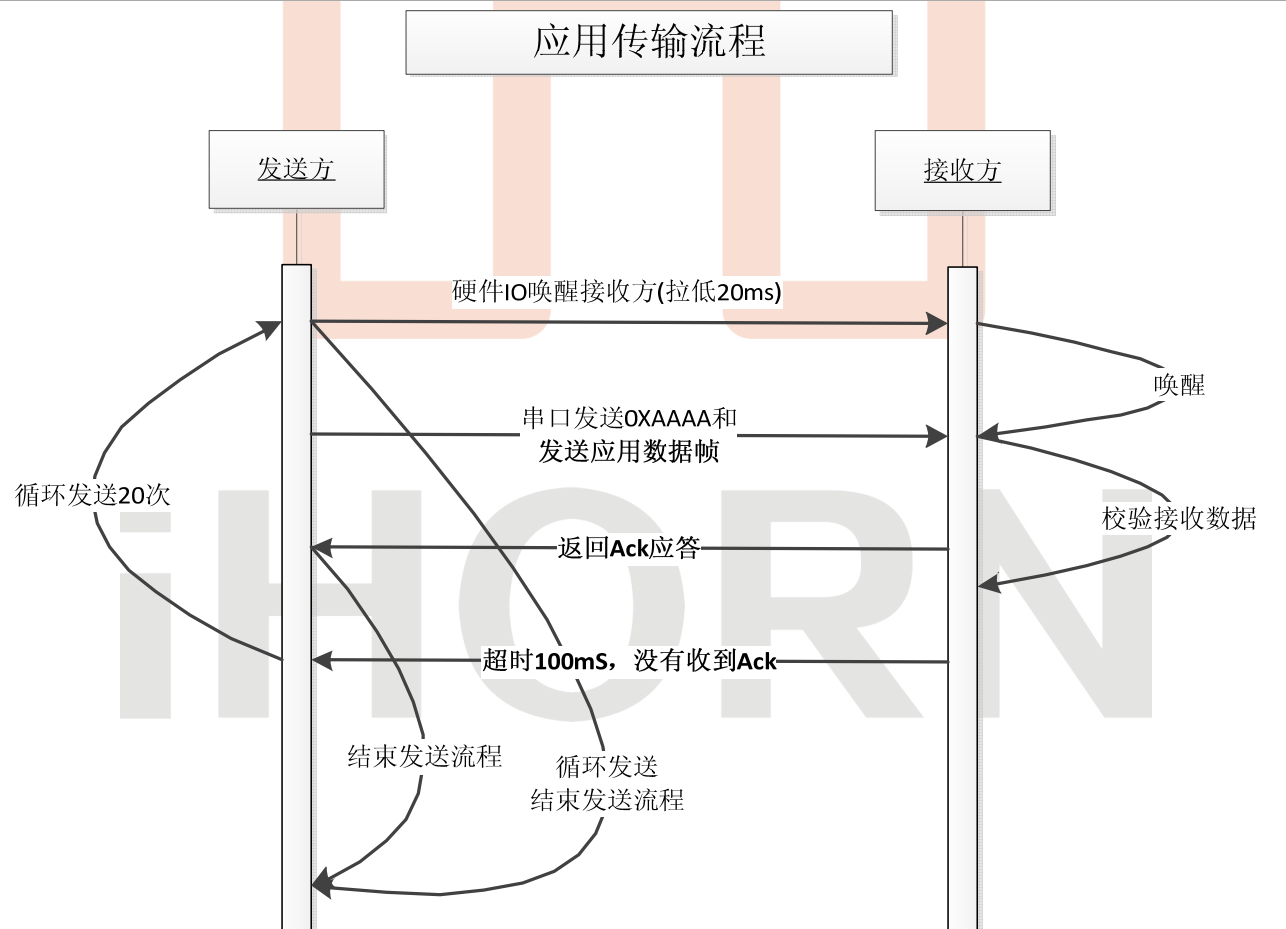 应用传输流程
发送方
接收方
硬件IO唤醒接收方(拉低20ms)
唤醒
串口发送0XAAAA和
发送应用数据帧
循环发送20次
校验接收数据
返回Ack应答
超时100mS，没有收到Ack
结束发送流程
循环发送
结束发送流程
iHORN